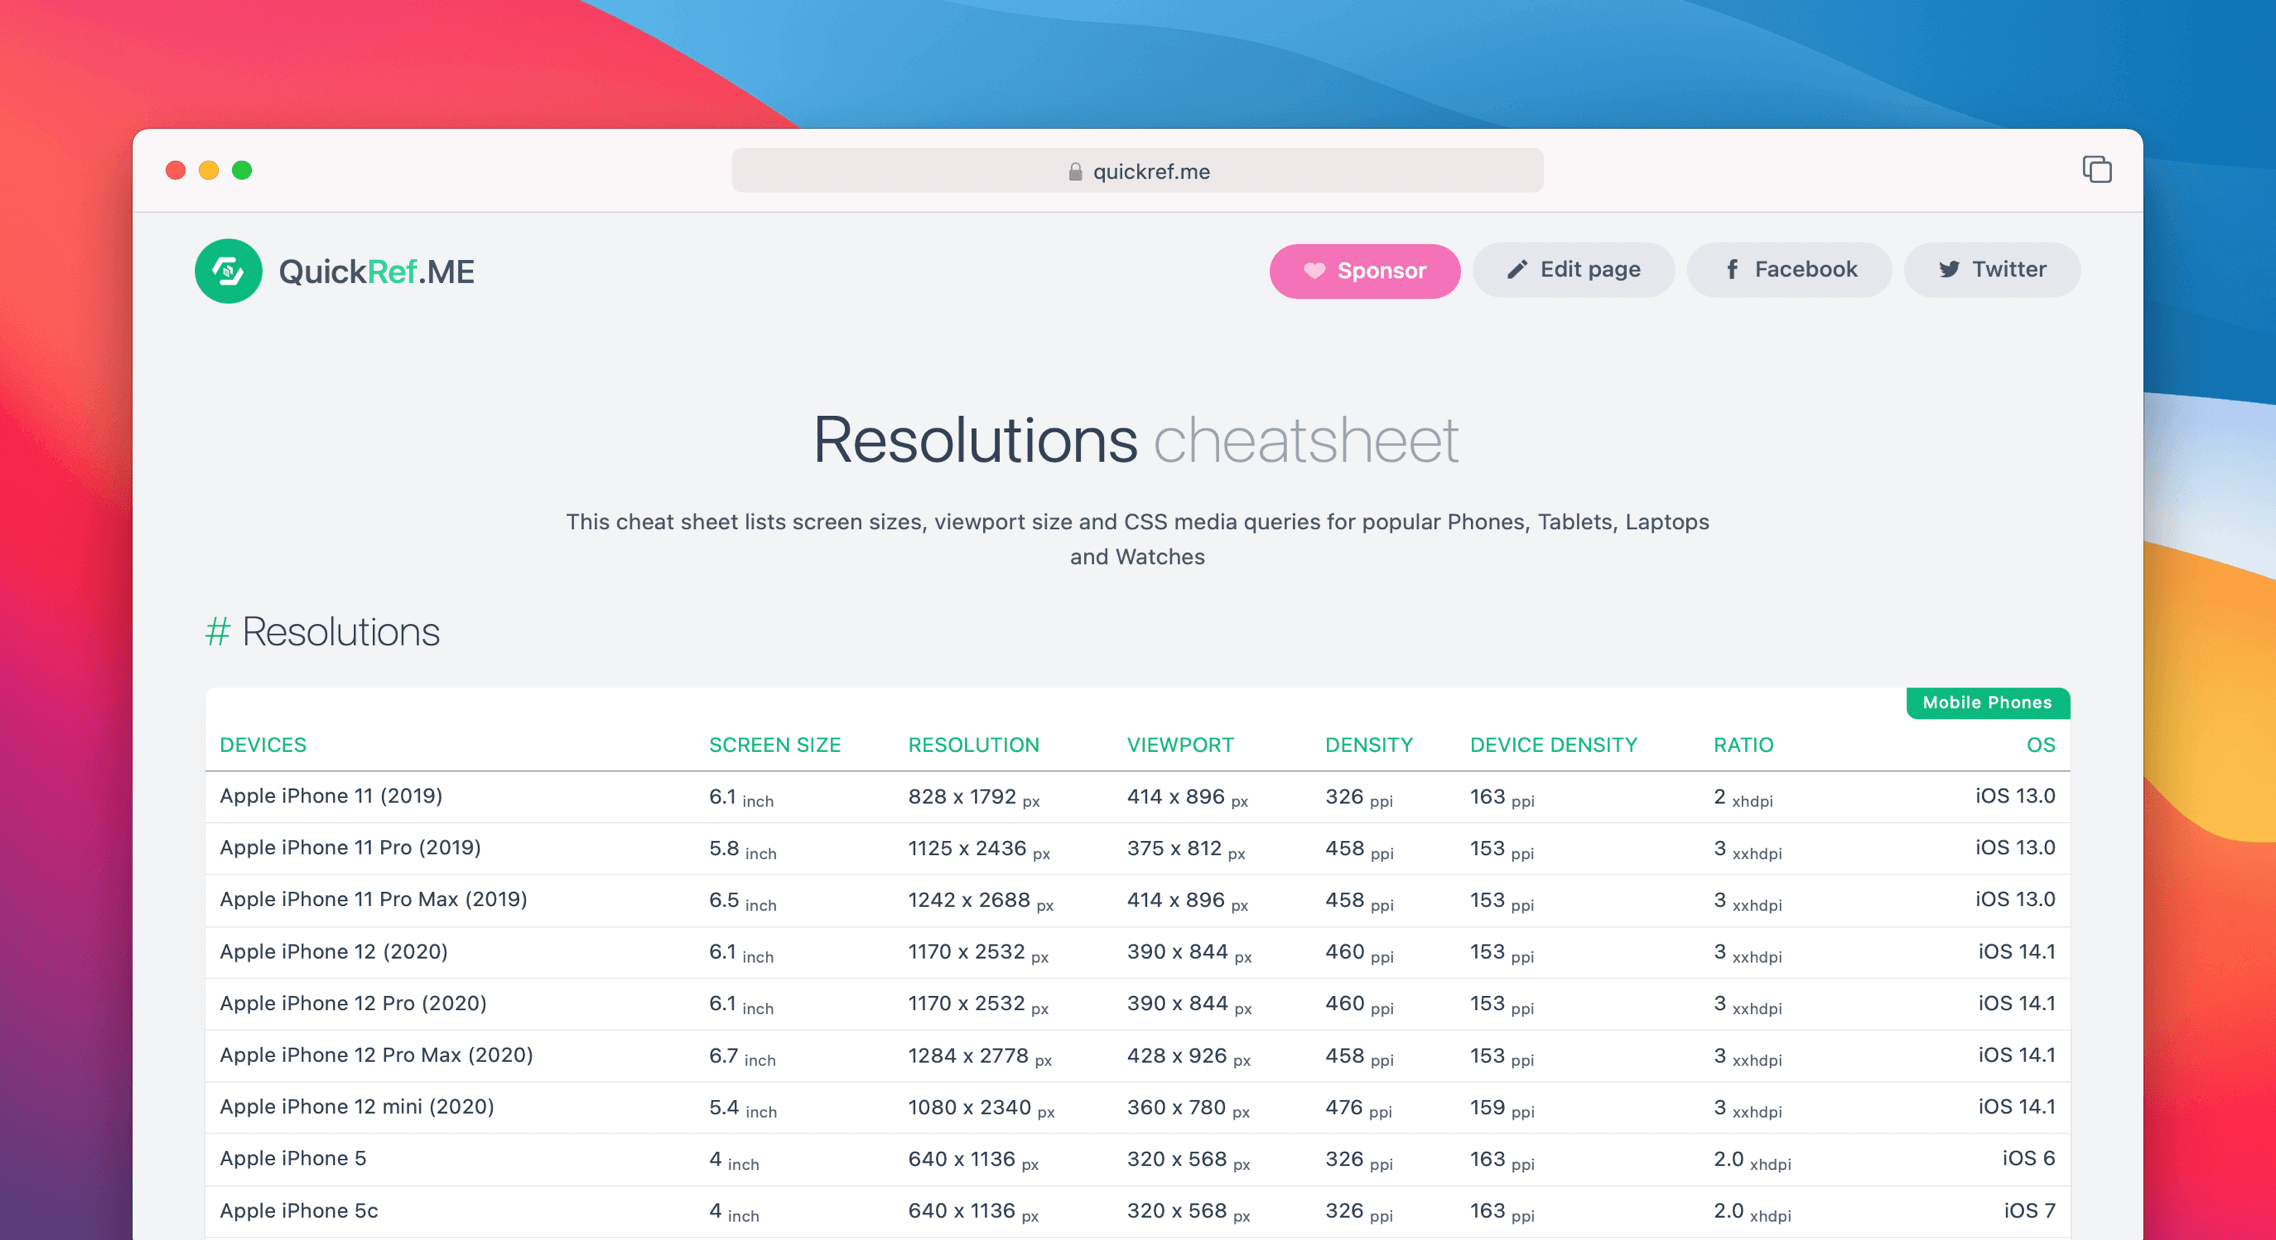 quickref.me
QuickRef.ME
Sponsor
Edit page
Facebook
Twitter
Resolutions cheatsheet
This cheat sheet lists screen sizes, viewport size and CSS media queries for popular Phones, Tablets, Laptops
and Watches
# Resolutions
Mobile Phones
DEVICES SCREEN SIZE RESOLUTION VIEWPORT DENSITY DEVICE DENSITY RATIO OS
Apple iPhone 11 (2019) 6.1 inch 828 x 1792 px 414 x 896 px 326 ppi 163 ppi 2 xhdpi iOS 13.0
Apple iPhone 11 Pro (2019) 5.8 inch 1125 x 2436 px 375 x 812 px 458 ppi 153 ppi 3 xxhdpi iOS 13.0
Apple iPhone 11 Pro Max (2019) 6.5 inch 1242 x 2688 px 414 x 896 px 458 ppi 153 ppi 3 xxhdpi iOS 13.0
Apple iPhone 12 (2020) 6.1 inch 1170 x 2532 px 390 x 844 px 460 ppi 153 ppi 3 xxhdpi iOS 14.1
Apple iPhone 12 Pro (2020) 6.1 inch 1170 x 2532 px 390 x 844 px 460 ppi 153 ppi 3 xxhdpi iOS 14.1
Apple iPhone 12 Pro Max (2020) 6.7 inch 1284 x 2778 px 428 x 926 px 458 ppi 153 ppi 3 xxhdpi iOS 14.1
Apple iPhone 12 mini (2020) 5.4 inch 1080 x 2340 px 360 x 780 px 476 ppi 159 ppi 3 xxhdpi iOS 14.1
Apple iPhone 5 4 inch 640 x 1136 px 320 x 568 px 326 ppi 163 ppi 2.0 xhdpi iOS 6
Apple iPhone 5c 4 inch 640 x 1136 px 320 x 568 px 326 ppi 163 ppi 2.0 xhdpi iOS 7